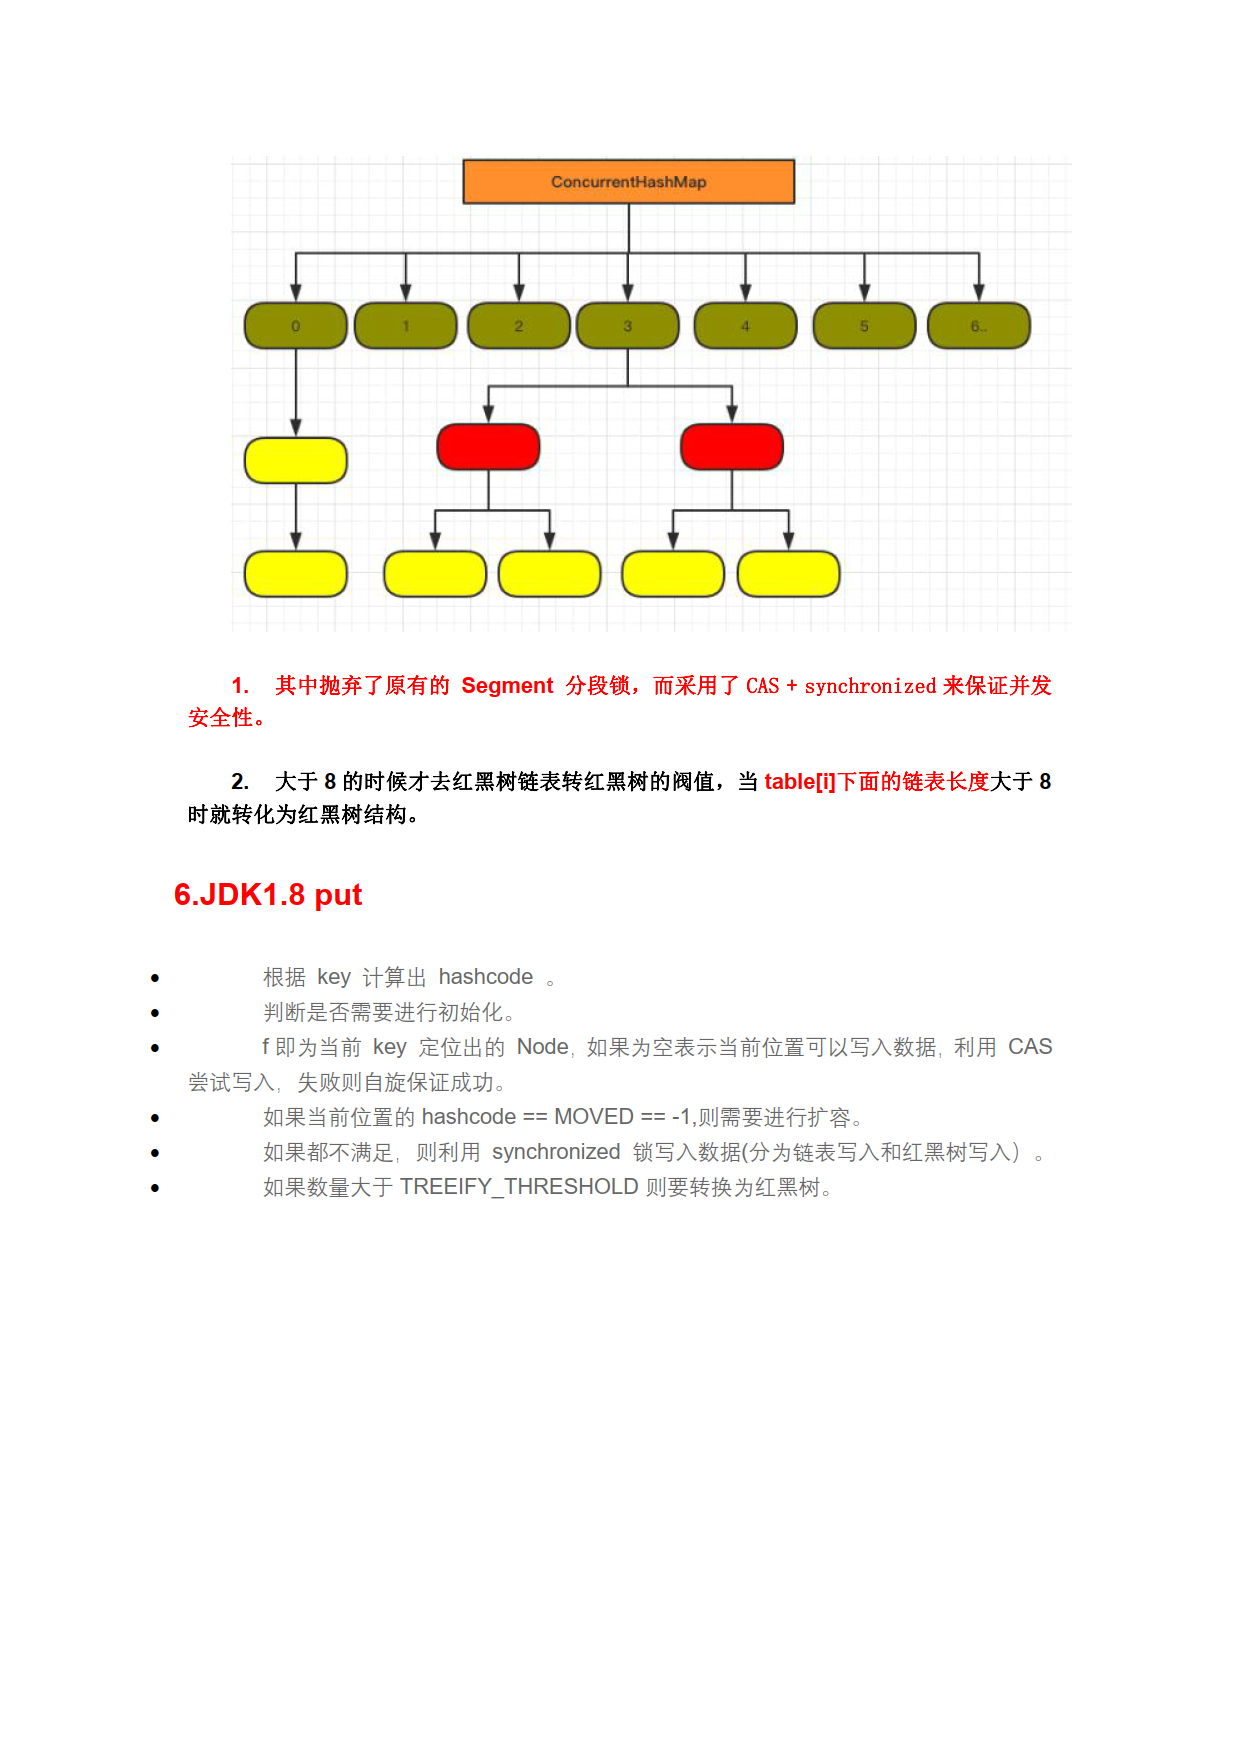 ConcurrentHashMap
0 1 2 3 4 5 6..
1. 其中抛弃了原有的 Segment 分段锁，而采用了 CAS + synchronized 来保证并发
安全性。
2. 大于 8 的时候才去红黑树链表转红黑树的阀值，当 table[i]下面的链表长度大于 8
时就转化为红黑树结构。
6.JDK1.8 put
• 根据 key 计算出 hashcode 。
• 判断是否需要进行初始化。
• f 即为当前 key 定位出的 Node，如果为空表示当前位置可以写入数据，利用 CAS
尝试写入，失败则自旋保证成功。
• 如果当前位置的 hashcode == MOVED == -1,则需要进行扩容。
• 如果都不满足，则利用 synchronized 锁写入数据(分为链表写入和红黑树写入）。
• 如果数量大于 TREEIFY_THRESHOLD 则要转换为红黑树。